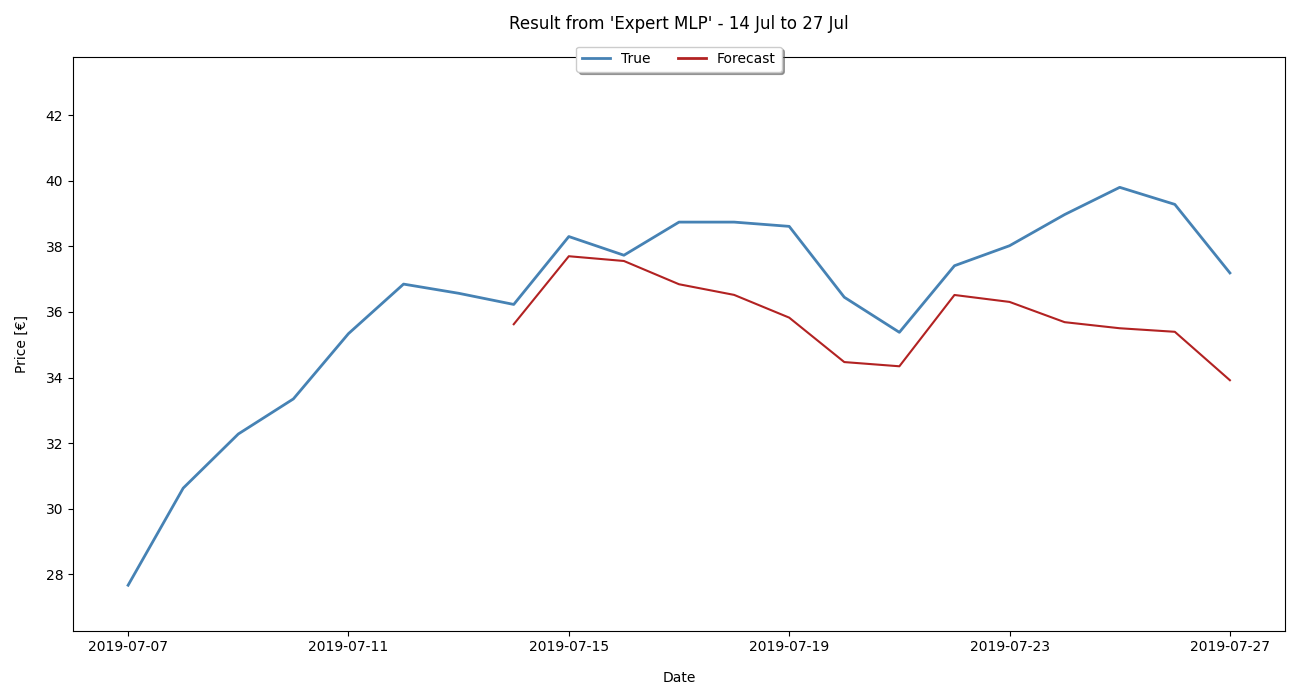 Result from 'Expert MLP' - 14 Jul to 27 Jul
True Forecast
42
40
38
36
34
32
30
28
Price [€]
2019-07-07 2019-07-11 2019-07-15 2019-07-19 2019-07-23 2019-07-27
Date